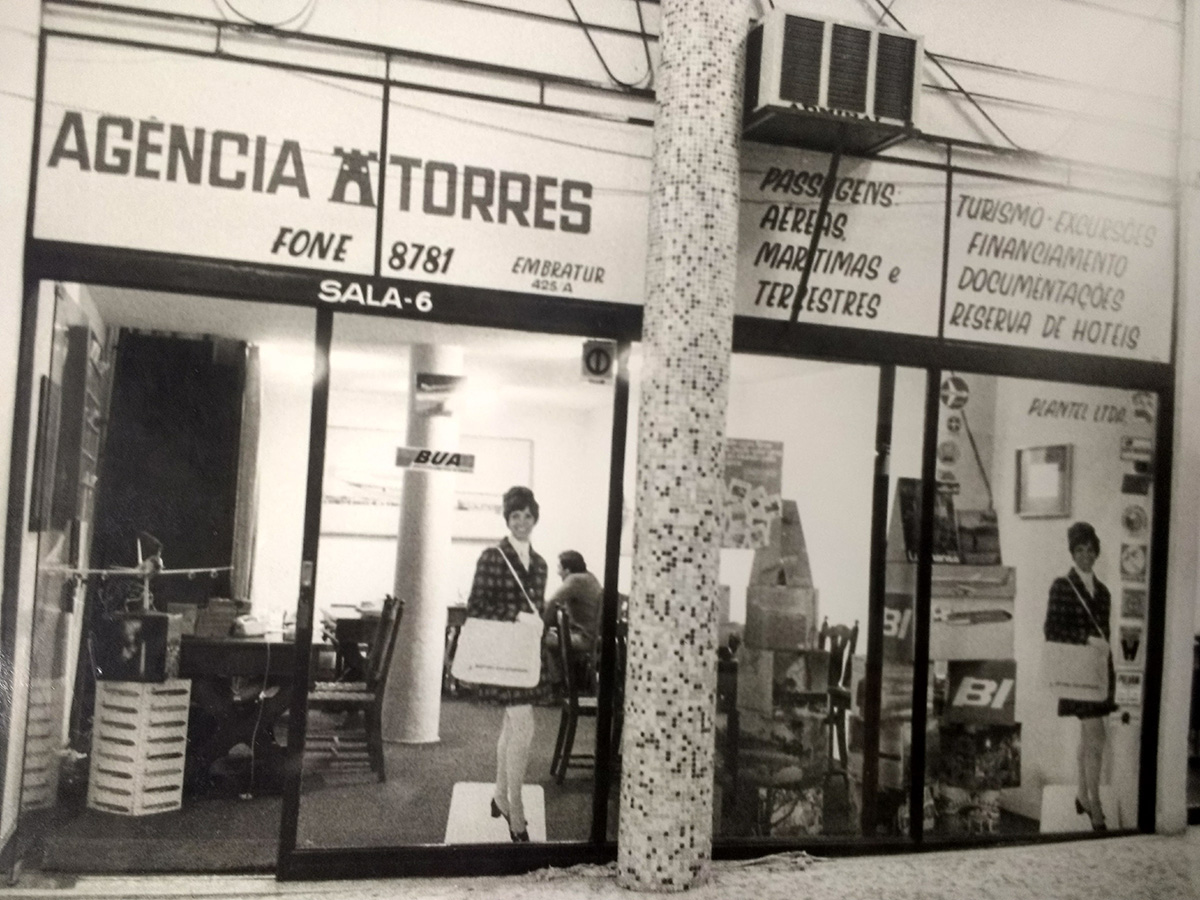 AGÊNCIA TORRES
FONE 8781
EMBRATUR
425/A
SALA-6
PASSAGENS:
AÉREAS,
MARÍTIMAS e
TERRESTRES
TURISMO - EXCURSÕES
FINANCIAMENTO
DOCUMENTAÇÕES
RESERVA DE HOTEIS
PLANTEL LTDA.
BUA
BI
BI